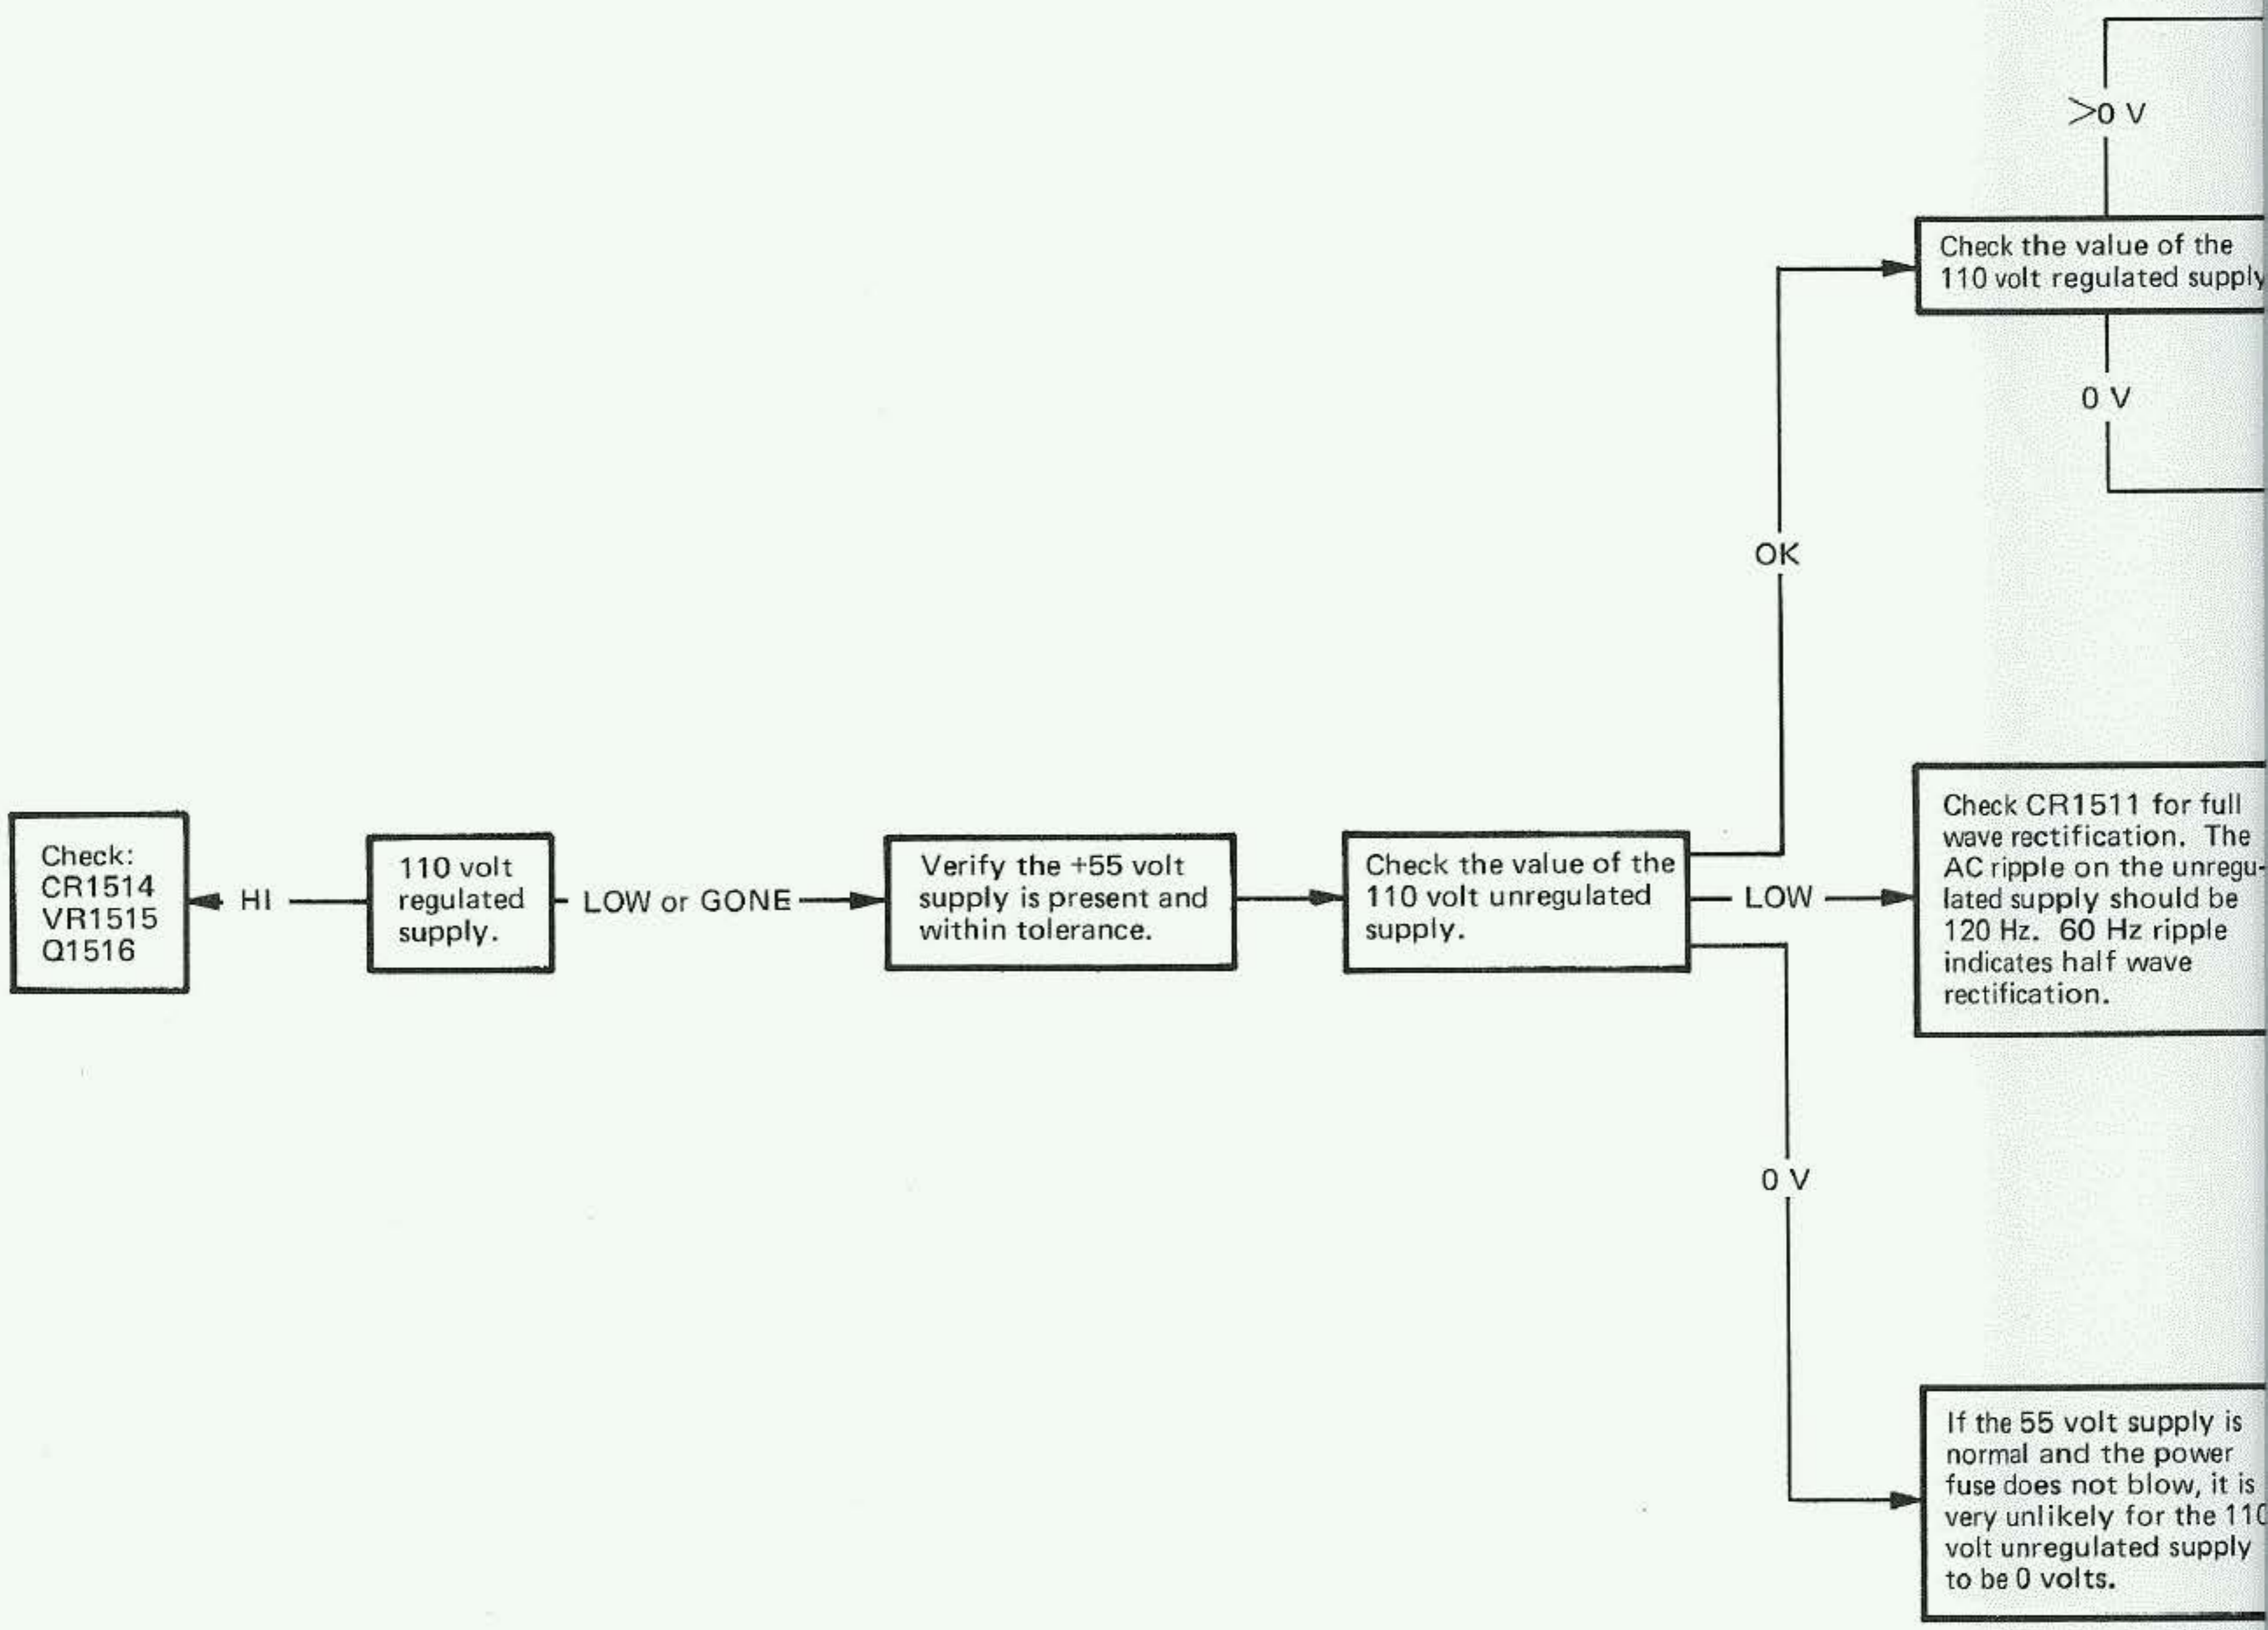 >0 V
Check the value of the
110 volt regulated supply
0 V
OK
Check:
CR1514
VR1515
Q1516
HI
110 volt
regulated
supply.
LOW or GONE
Verify the +55 volt
supply is present and
within tolerance.
Check the value of the
110 volt unregulated
supply.
LOW
Check CR1511 for full
wave rectification. The
AC ripple on the unregu-
lated supply should be
120 Hz. 60 Hz ripple
indicates half wave
rectification.
0 V
If the 55 volt supply is
normal and the power
fuse does not blow, it is
very unlikely for the 110
volt unregulated supply
to be 0 volts.